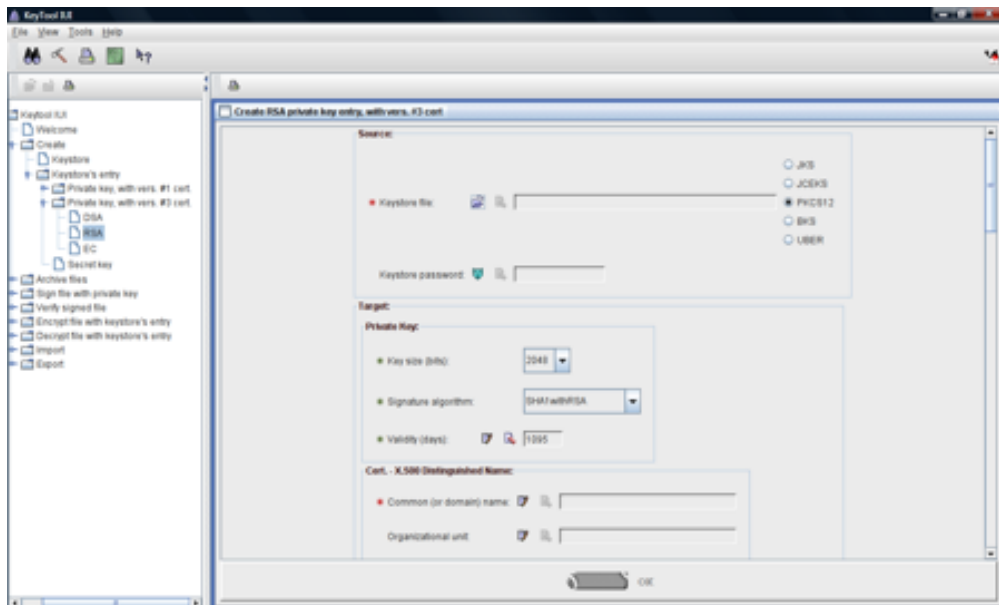 KeyTool IUI
File View Tools Help
Keytool IUI
Welcome
Create
Keystore
Keystore's entry
Private key, with vers. #1 cert.
Private key, with vers. #3 cert.
DSA
RSA
EC
Secret key
Archive files
Sign file with private key
Verify signed file
Encrypt file with keystore's entry
Decrypt file with keystore's entry
Import
Export
Create RSA private key entry, with vers. #3 cert
Source:
Keystore file:
JKS
JCEKS
PKCS12
BKS
UBER
Keystore password:
Target:
Private Key:
Key size (bits): 2048
Signature algorithm: SHA1withRSA
Validity (days): 1095
Cert. - X.500 Distinguished Name:
Common (or domain) name:
Organizational unit
OK